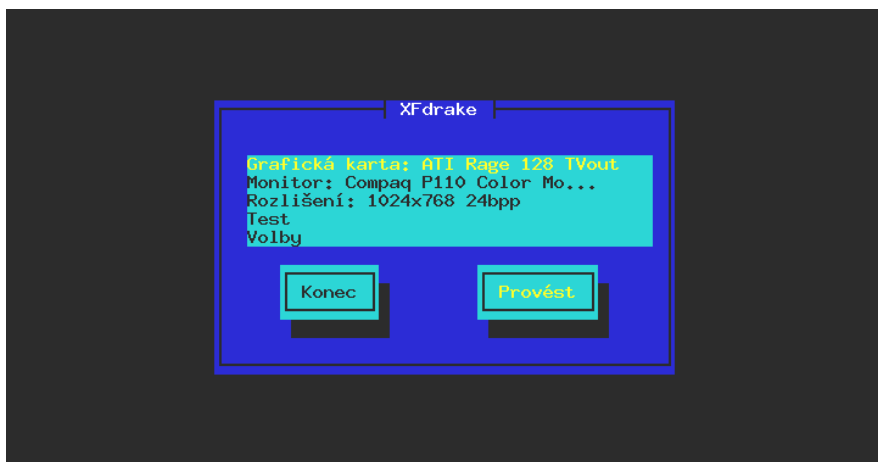 XFdrake
Grafická karta: ATI Rage 128 TVout
Monitor: Compaq P110 Color Mo...
Rozlišení: 1024x768 24bpp
Test
Volby
Konec
Provést